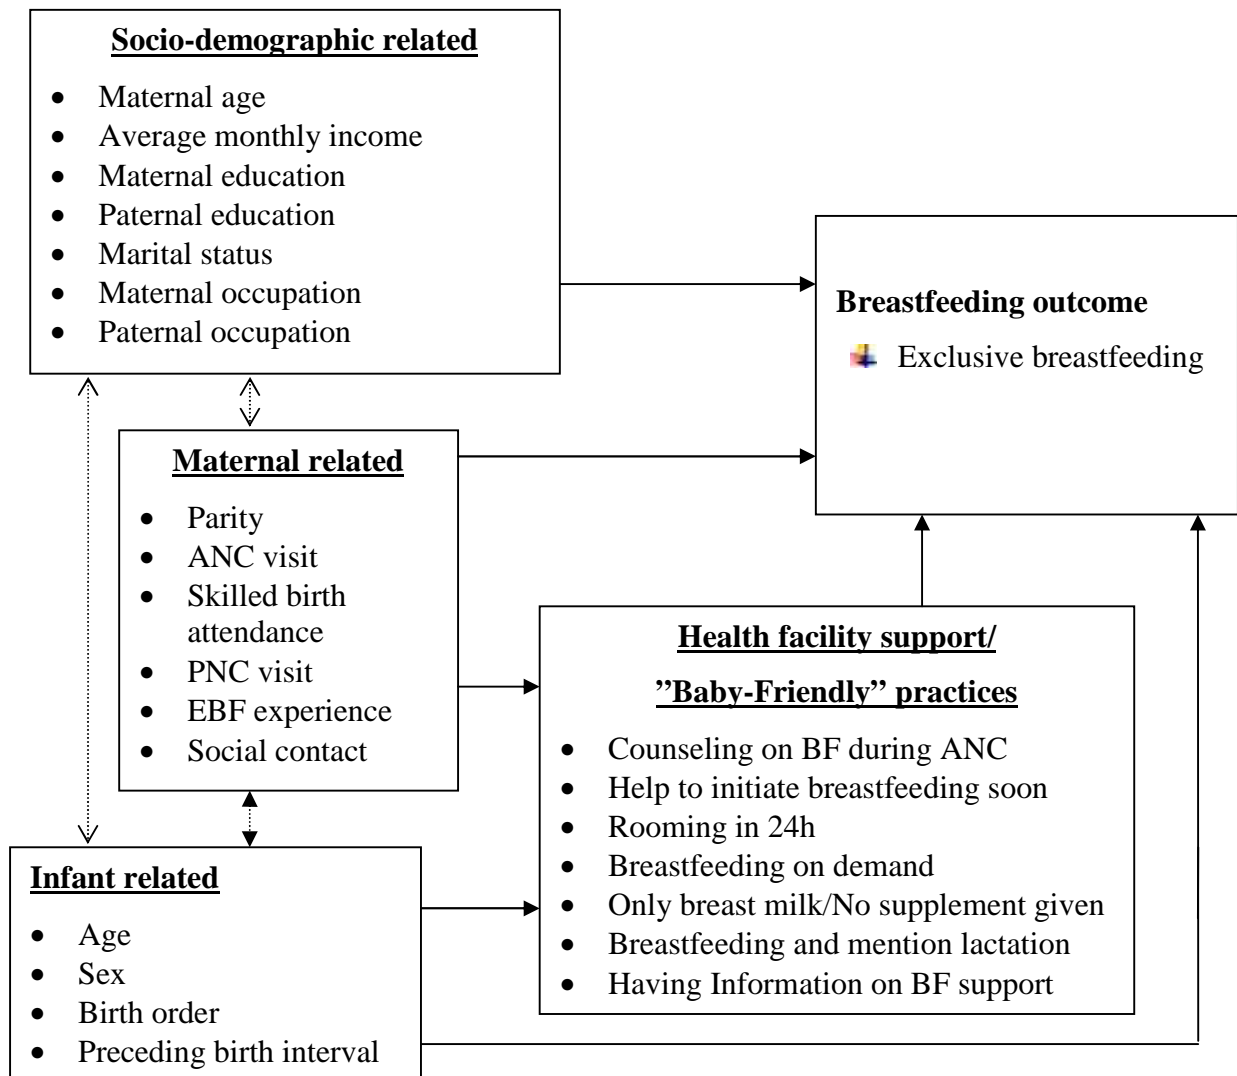 Socio-demographic related
• Maternal age
• Average monthly income
• Maternal education
• Paternal education
• Marital status
• Maternal occupation
• Paternal occupation
Breastfeeding outcome
Exclusive breastfeeding
Maternal related
• Parity
• ANC visit
• Skilled birth
attendance
• PNC visit
• EBF experience
• Social contact
Health facility support/
”Baby-Friendly” practices
• Counseling on BF during ANC
• Help to initiate breastfeeding soon
• Rooming in 24h
• Breastfeeding on demand
• Only breast milk/No supplement given
• Breastfeeding and mention lactation
• Having Information on BF support
Infant related
• Age
• Sex
• Birth order
• Preceding birth interval